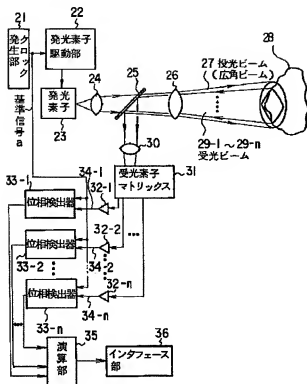 21
クロック発生部
22
発光素子駆動部
発光素子
23
基準信号a
24
25
26
27
投光ビーム
(広角ビーム)
28
29-1～29-n
受光ビーム
30
受光素子マトリックス
31
33-1
位相検出器
34-1
32-1
33-2
位相検出器
34-2
32-2
位相検出器
33-n
34-n
32-n
35
演算部
36
インタフェース部